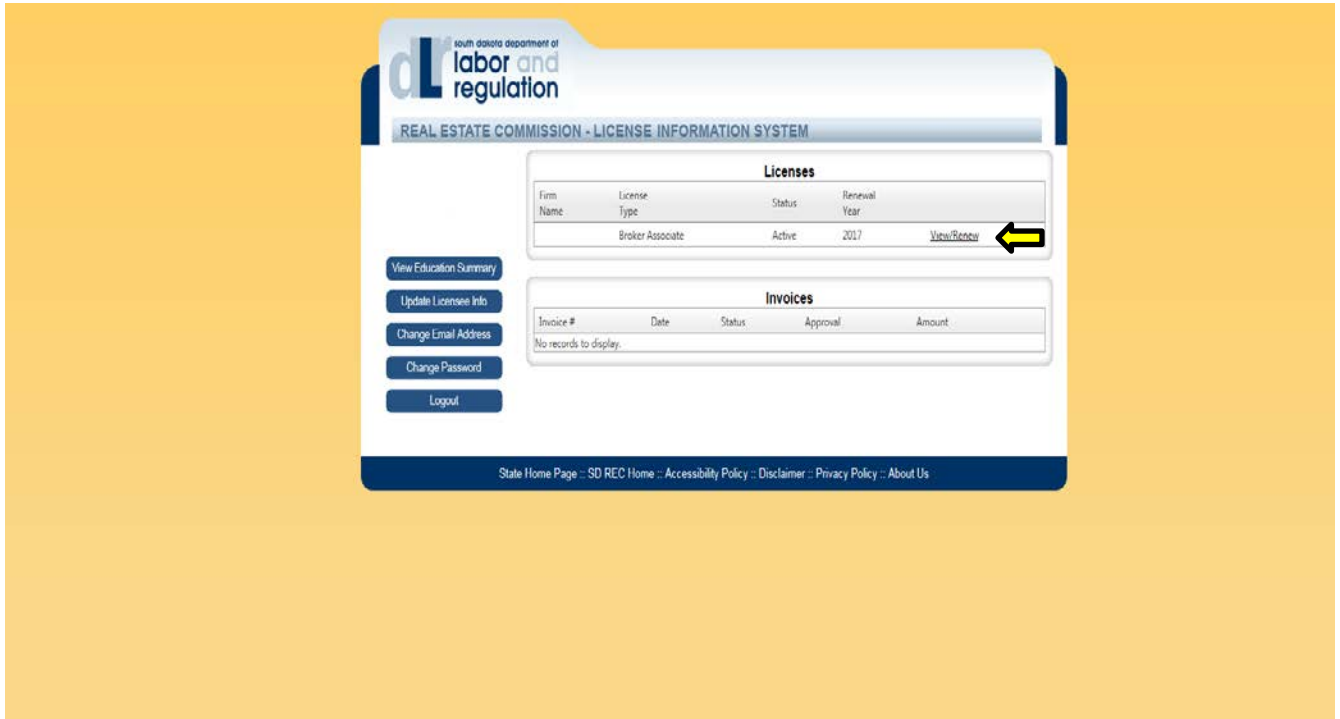 south dakota department of
dlr labor and
regulation
REAL ESTATE COMMISSION - LICENSE INFORMATION SYSTEM
Licenses
Firm Name License Type Status Renewal Year
Broker Associate Active 2017 View/Renew
View Education Summary
Update Licensee Info
Change Email Address
Change Password
Logout
Invoices
Invoice # Date Status Approval Amount
No records to display.
State Home Page :: SD REC Home :: Accessibility Policy :: Disclaimer :: Privacy Policy :: About Us